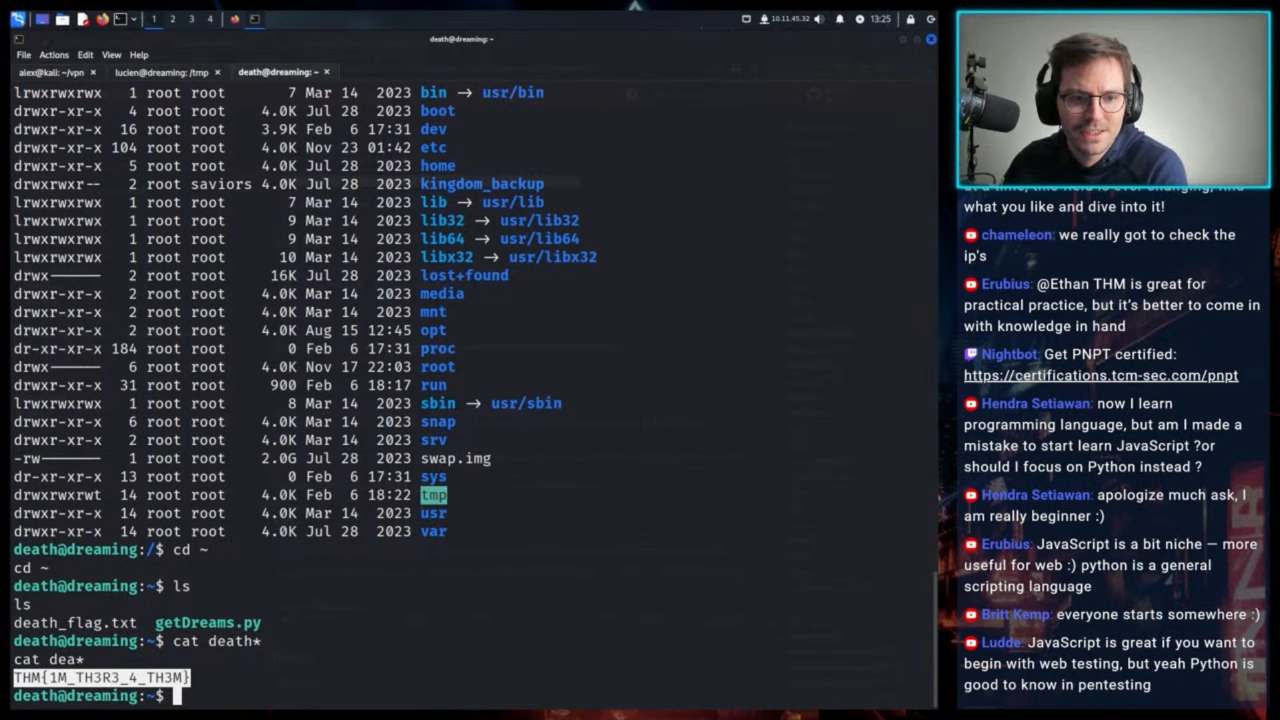 1 2 3 4
10.11.45.32 13:25
death@dreaming: ~
File Actions Edit View Help
alex@kali: ~/vpn × lucien@dreaming: /tmp × death@dreaming: ~ ×
lrwxrwxrwx 1 root root 7 Mar 14 2023 bin → usr/bin
drwxr-xr-x 4 root root 4.0K Jul 28 2023 boot
drwxr-xr-x 16 root root 3.9K Feb 6 17:31 dev
drwxr-xr-x 104 root root 4.0K Nov 23 01:42 etc
drwxr-xr-x 5 root root 4.0K Jul 28 2023 home
drwxrwxr-- 2 root saviors 4.0K Jul 28 2023 kingdom_backup
lrwxrwxrwx 1 root root 7 Mar 14 2023 lib → usr/lib
lrwxrwxrwx 1 root root 9 Mar 14 2023 lib32 → usr/lib32
lrwxrwxrwx 1 root root 9 Mar 14 2023 lib64 → usr/lib64
lrwxrwxrwx 1 root root 10 Mar 14 2023 libx32 → usr/libx32
drwx------ 2 root root 16K Jul 28 2023 lost+found
drwxr-xr-x 2 root root 4.0K Mar 14 2023 media
drwxr-xr-x 2 root root 4.0K Mar 14 2023 mnt
drwxr-xr-x 2 root root 4.0K Aug 15 12:45 opt
dr-xr-xr-x 184 root root 0 Feb 6 17:31 proc
drwx------ 6 root root 4.0K Nov 17 22:03 root
drwxr-xr-x 31 root root 900 Feb 6 18:17 run
lrwxrwxrwx 1 root root 8 Mar 14 2023 sbin → usr/sbin
drwxr-xr-x 6 root root 4.0K Mar 14 2023 snap
drwxr-xr-x 2 root root 4.0K Mar 14 2023 srv
-rw------- 1 root root 2.0G Jul 28 2023 swap.img
dr-xr-xr-x 13 root root 0 Feb 6 17:31 sys
drwxrwxrwt 14 root root 4.0K Feb 6 18:22 tmp
drwxr-xr-x 14 root root 4.0K Mar 14 2023 usr
drwxr-xr-x 14 root root 4.0K Jul 28 2023 var
death@dreaming:/$ cd ~
cd ~
death@dreaming:~$ ls
ls
death_flag.txt getDreams.py
death@dreaming:~$ cat death*
cat dea*
THM{1M_TH3R3_4_TH3M}
death@dreaming:~$
what you like and dive into it!
chameleon: we really got to check the
ip's
Erubius: @Ethan THM is great for
practical practice, but it's better to come in
with knowledge in hand
Nightbot: Get PNPT certified:
https://certifications.tcm-sec.com/pnpt
Hendra Setiawan: now I learn
programming language, but am I made a
mistake to start learn JavaScript ?or
should I focus on Python instead ?
Hendra Setiawan: apologize much ask, I
am really beginner :)
Erubius: JavaScript is a bit niche — more
useful for web :) python is a general
scripting language
Britt Kemp: everyone starts somewhere :)
Ludde: JavaScript is great if you want to
begin with web testing, but yeah Python is
good to know in pentesting